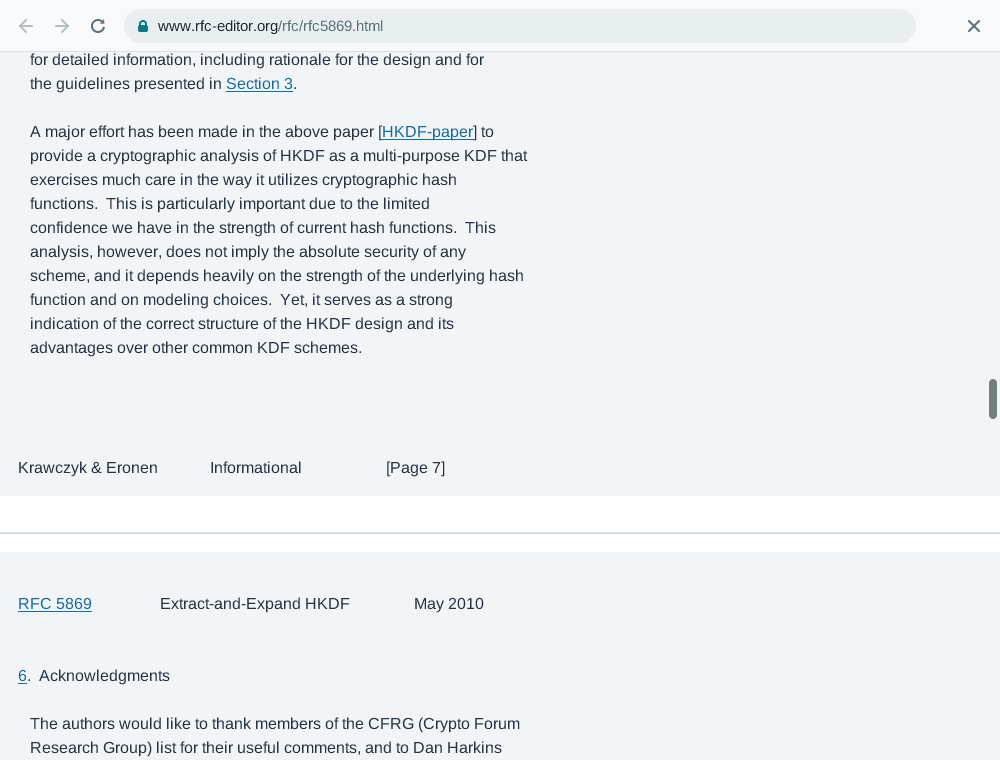 www.rfc-editor.org/rfc/rfc5869.html
for detailed information, including rationale for the design and for
the guidelines presented in Section 3.
A major effort has been made in the above paper [HKDF-paper] to
provide a cryptographic analysis of HKDF as a multi-purpose KDF that
exercises much care in the way it utilizes cryptographic hash
functions.  This is particularly important due to the limited
confidence we have in the strength of current hash functions.  This
analysis, however, does not imply the absolute security of any
scheme, and it depends heavily on the strength of the underlying hash
function and on modeling choices.  Yet, it serves as a strong
indication of the correct structure of the HKDF design and its
advantages over other common KDF schemes.
Krawczyk & Eronen Informational [Page 7]
RFC 5869 Extract-and-Expand HKDF May 2010
6.  Acknowledgments
The authors would like to thank members of the CFRG (Crypto Forum
Research Group) list for their useful comments, and to Dan Harkins